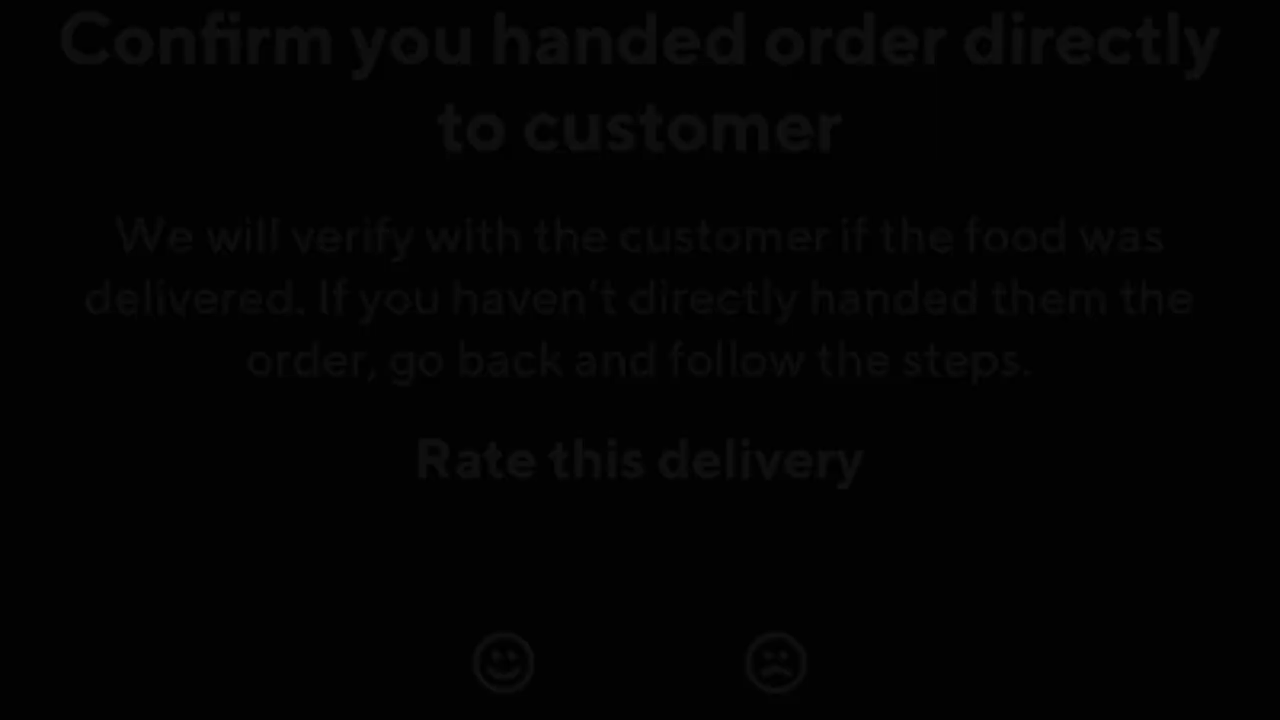 Confirm you handed order directly
to customer
We will verify with the customer if the food was
delivered. If you haven't directly handed them the
order, go back and follow the steps.
Rate this delivery